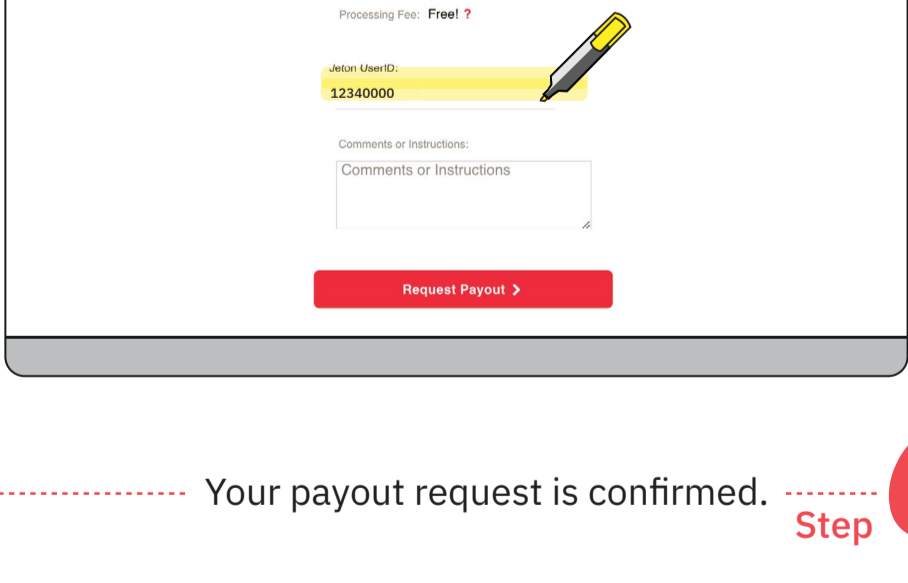 Processing Fee: Free! ?
Jeton UserID:
12340000
Comments or Instructions:
Comments or Instructions
Request Payout
Your payout request is confirmed.
Step